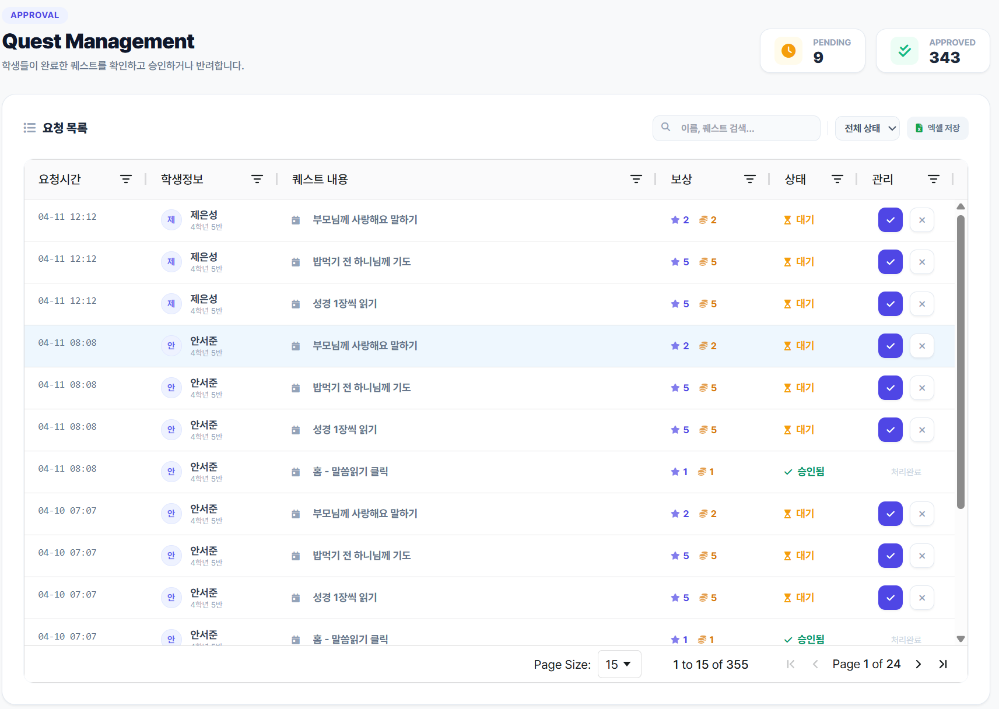 APPROVAL
Quest Management
학생들이 완료한 퀘스트를 확인하고 승인하거나 반려합니다.
PENDING
9
APPROVED
343
요청 목록
이름, 퀘스트 검색...
전체 상태
엑셀 저장
요청시간 학생정보 퀘스트 내용 보상 상태 관리
04-11 12:12 제 제은성 부모님께 사랑해요 말하기 2 2 대기
4학년 5반
04-11 12:12 제 제은성 밥먹기 전 하나님께 기도 5 5 대기
4학년 5반
04-11 12:12 제 제은성 성경 1장씩 읽기 5 5 대기
4학년 5반
04-11 08:08 안 안서준 부모님께 사랑해요 말하기 2 2 대기
4학년 5반
04-11 08:08 안 안서준 밥먹기 전 하나님께 기도 5 5 대기
4학년 5반
04-11 08:08 안 안서준 성경 1장씩 읽기 5 5 대기
4학년 5반
04-11 08:08 안 안서준 홈 - 말씀읽기 클릭 1 1 승인됨 처리완료
4학년 5반
04-10 07:07 안 안서준 부모님께 사랑해요 말하기 2 2 대기
4학년 5반
04-10 07:07 안 안서준 밥먹기 전 하나님께 기도 5 5 대기
4학년 5반
04-10 07:07 안 안서준 성경 1장씩 읽기 5 5 대기
4학년 5반
04-10 07:07 안 안서준 홈 - 말씀읽기 클릭 1 1 승인됨 처리완료
Page Size: 15 1 to 15 of 355 Page 1 of 24